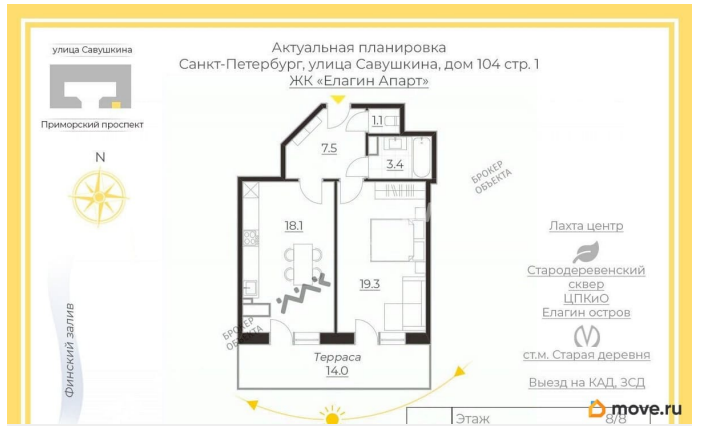 Актуальная планировка
Санкт-Петербург, улица Савушкина, дом 104 стр. 1
ЖК «Елагин Апарт»
улица Савушкина
Приморский проспект
N
1.1
7.5
3.4
БРОКЕР
ОБЪЕКТА
18.1
19.3
Лахта центр
Стародеревенский
сквер
ЦПКиО
Елагин остров
ст.м. Старая деревня
Выезд на КАД, ЗСД
Финский залив
БРОКЕР
ОБЪЕКТА
Терраса
14.0
Этаж 8/8
move.ru